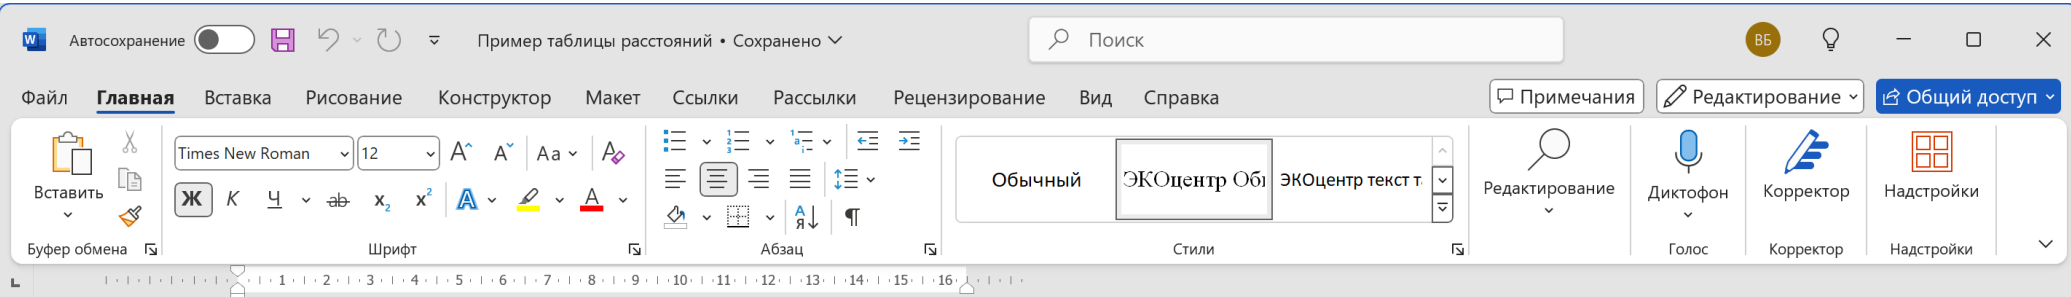 Автосохранение Пример таблицы расстояний • Сохранено Поиск ВБ
Файл Главная Вставка Рисование Конструктор Макет Ссылки Рассылки Рецензирование Вид Справка Примечания Редактирование Общий доступ
Times New Roman 12 Aa
Вставить Ж К Ч ab x₂ x² A A А Я ¶
Обычный ЭКОцентр Обы ЭКОцентр текст т
Редактирование Диктофон Корректор Надстройки
Буфер обмена Шрифт Абзац Стили Голос Корректор Надстройки
1 2 3 4 5 6 7 8 9 10 11 12 13 14 15 16